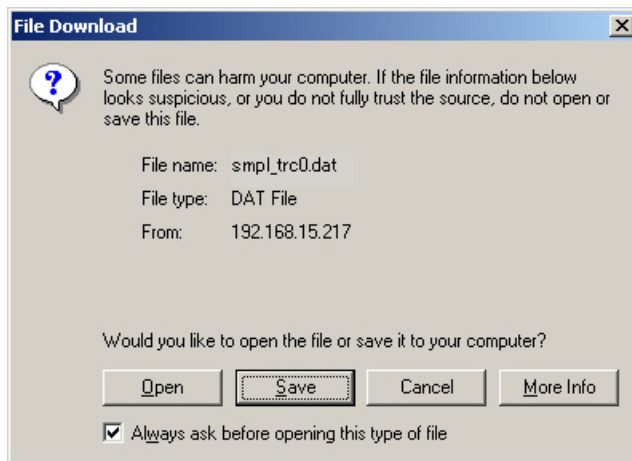 File Download
Some files can harm your computer. If the file information below
looks suspicious, or you do not fully trust the source, do not open or
save this file.
File name: smpl_trc0.dat
File type: DAT File
From: 192.168.15.217
Would you like to open the file or save it to your computer?
Open Save Cancel More Info
Always ask before opening this type of file